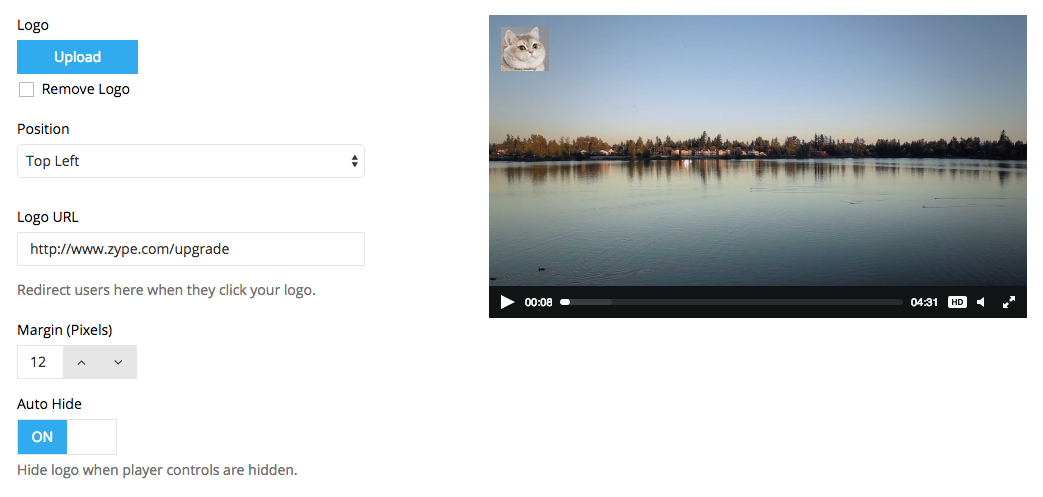 Logo
Upload
Remove Logo
Position
Top Left
Logo URL
http://www.zype.com/upgrade
Redirect users here when they click your logo.
Margin (Pixels)
12
Auto Hide
ON
Hide logo when player controls are hidden.
00:08 04:31 HD